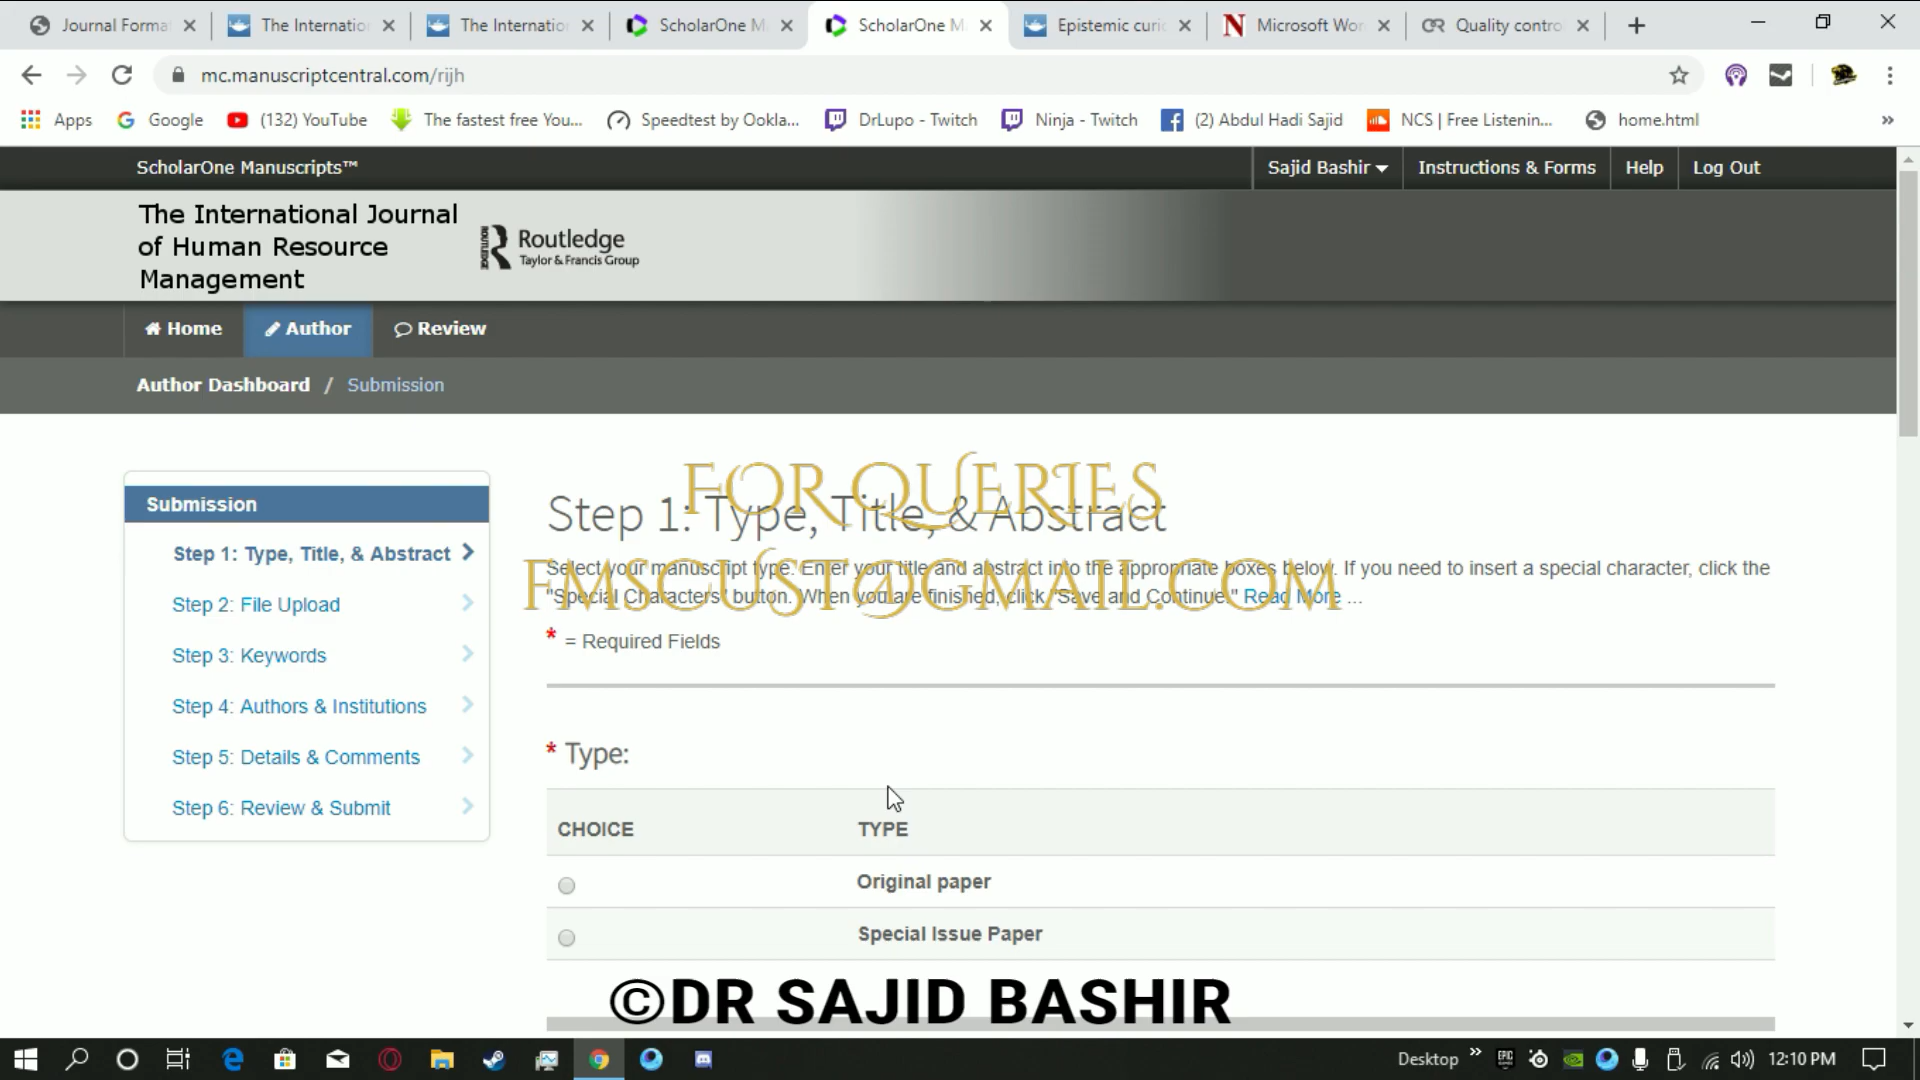 Journal Forma
The Internatio
The Internatio
ScholarOne M
ScholarOne M
Epistemic curi
Microsoft Wor
Quality contro
mc.manuscriptcentral.com/rijh
Apps
Google
(132) YouTube
The fastest free You...
Speedtest by Ookla...
DrLupo - Twitch
Ninja - Twitch
(2) Abdul Hadi Sajid
NCS | Free Listenin...
home.html
»
ScholarOne Manuscripts™
Sajid Bashir
Instructions & Forms
Help
Log Out
The International Journal
of Human Resource
Management
ROUTLEDGE
Routledge
Taylor & Francis Group
Home
Author
Review
Author Dashboard / Submission
Submission
Step 1: Type, Title, & Abstract
Step 2: File Upload
Step 3: Keywords
Step 4: Authors & Institutions
Step 5: Details & Comments
Step 6: Review & Submit
FOR QUERIES
Step 1: Type, Title, & Abstract
FMSCUST@GMAIL.COM
Select your manuscript type. Enter your title and abstract into the appropriate boxes below. If you need to insert a special character, click the
"Special Characters" button. When you are finished, click "Save and Continue." Read More ...
* = Required Fields
* Type:
CHOICE
TYPE
Original paper
Special Issue Paper
©DR SAJID BASHIR
Desktop
»
EPIC
12:10 PM